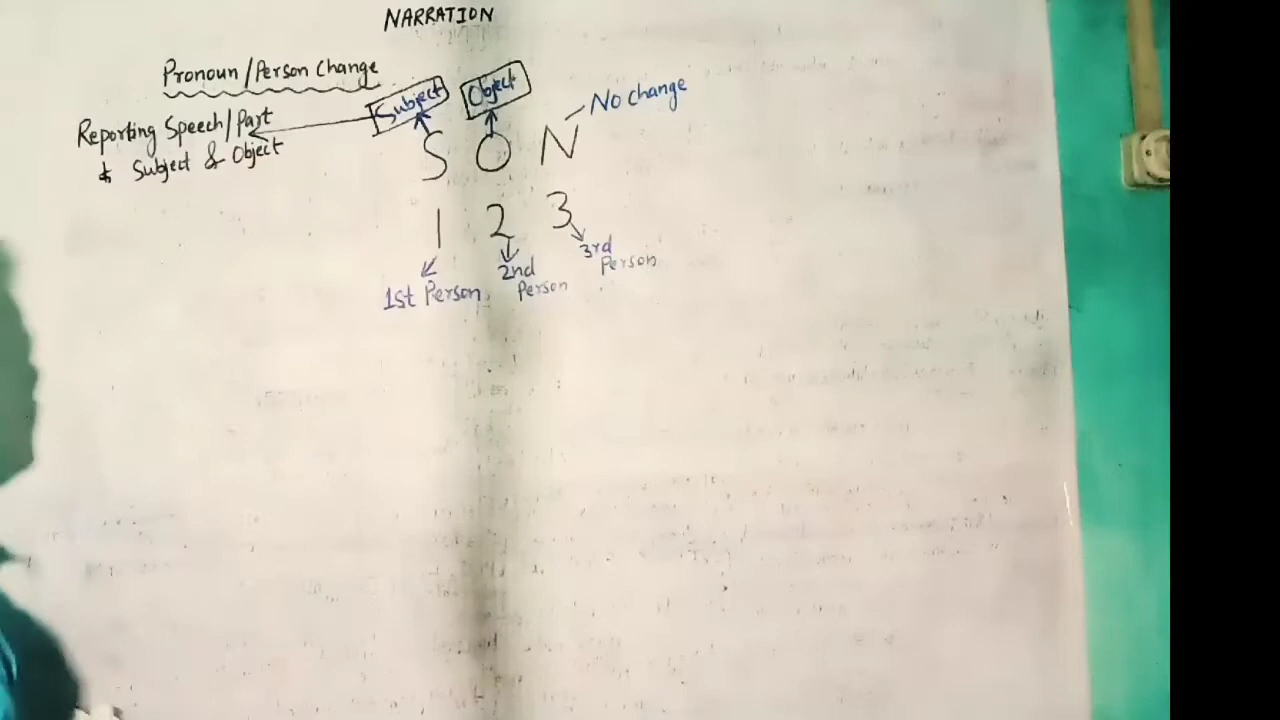 NARRATION
Pronoun/Person Change
Reporting Speech/Part
Subject & Object
Subject
Object
No change
S O N
1 2 3
1st Person
2nd Person
3rd Person